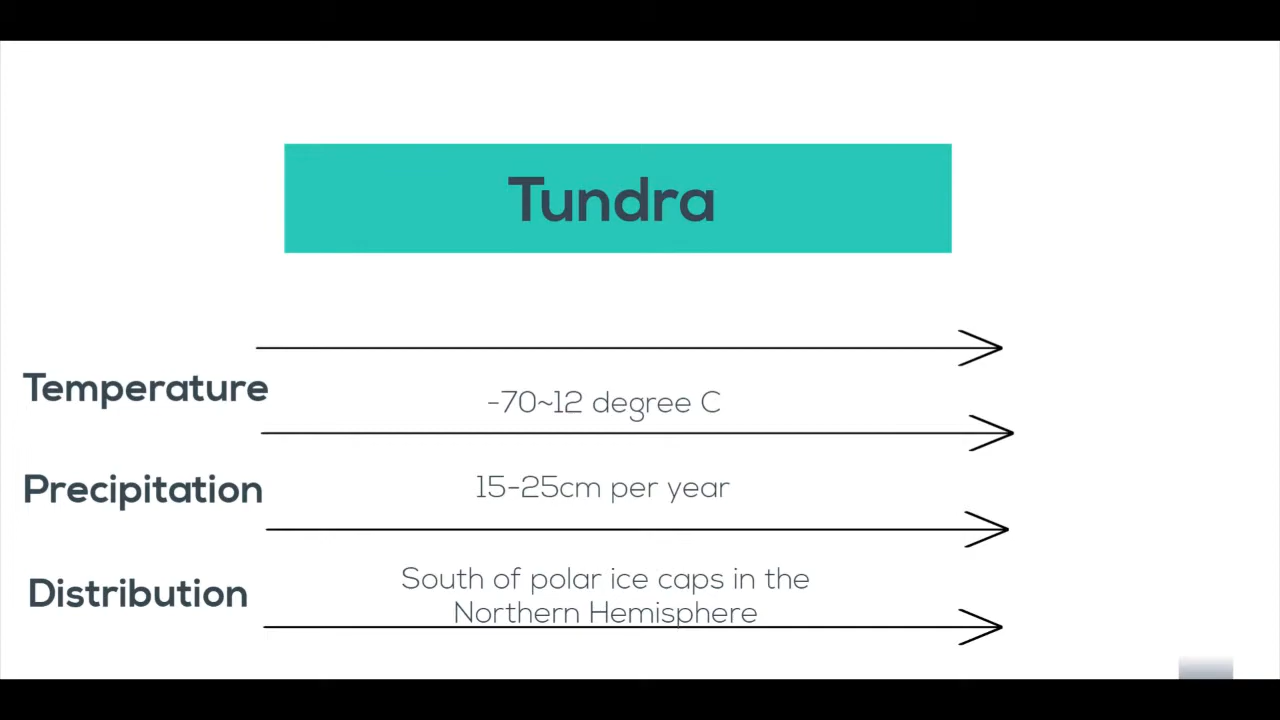 Tundra
Temperature
-70~12 degree C
Precipitation
15-25cm per year
Distribution
South of polar ice caps in the
Northern Hemisphere